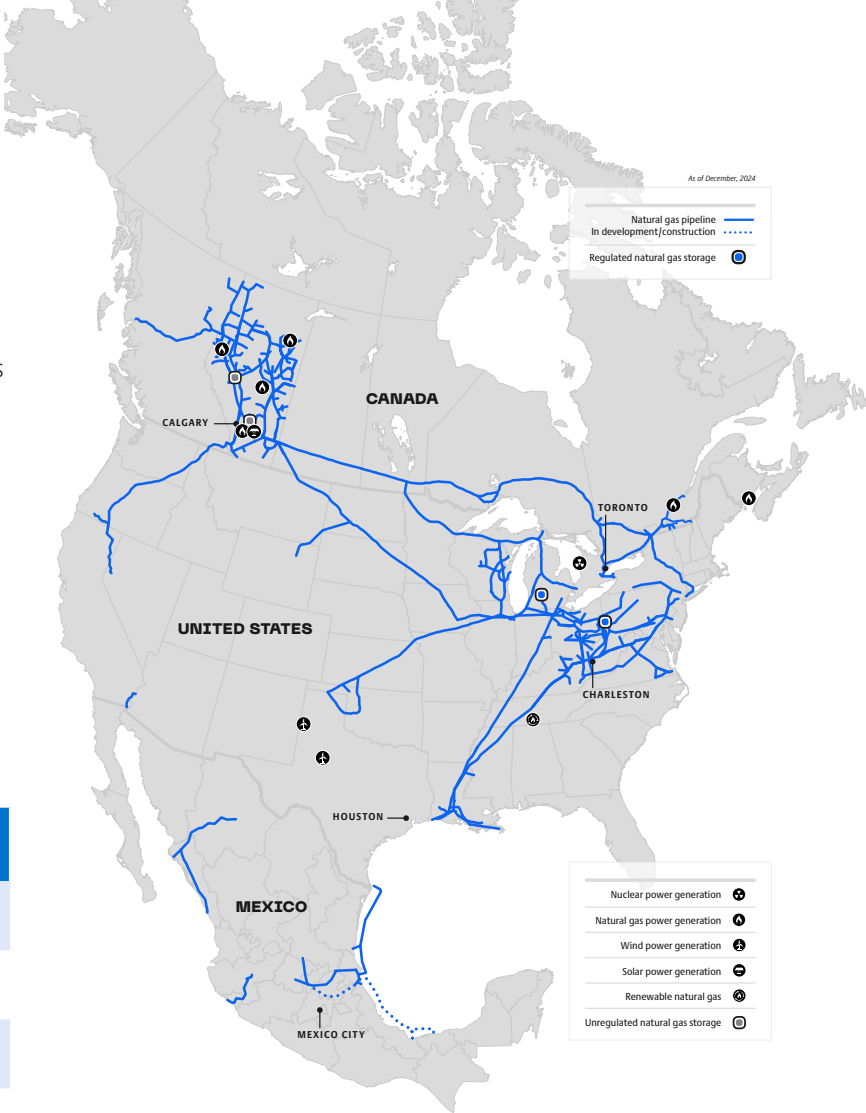 As of December, 2024
Natural gas pipeline
In development/construction
Regulated natural gas storage
S
CANADA
CALGARY
TORONTO
UNITED STATES
CHARLESTON
HOUSTON
MEXICO
MEXICO CITY
Nuclear power generation
Natural gas power generation
Wind power generation
Solar power generation
Renewable natural gas
Unregulated natural gas storage